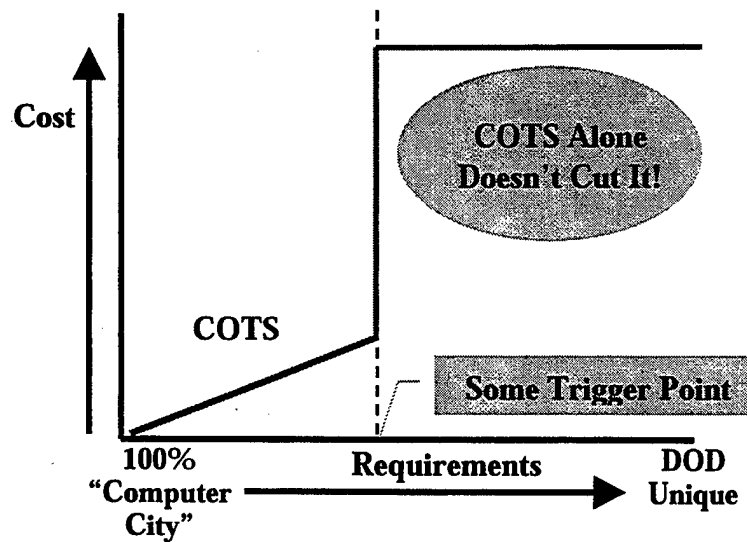 Cost
COTS Alone
Doesn't Cut It!
COTS
Some Trigger Point
100%
"Computer
City"
Requirements
DOD
Unique